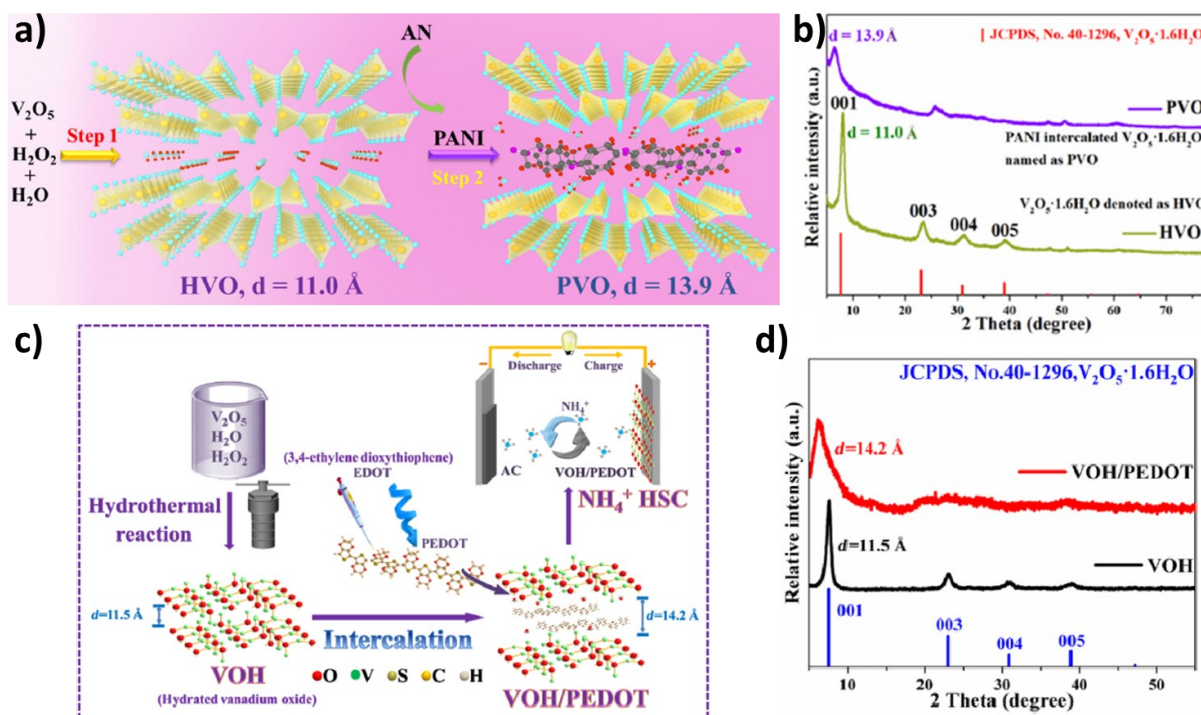 a)
AN
V₂O₅
+
H₂O₂
+
H₂O
Step 1
PANI
Step 2
HVO, d = 11.0 Å
PVO, d = 13.9 Å
b)
d = 13.9 Å
JCPDS, No. 40-1296, V₂O₅·1.6H₂O
001
PVO
d = 11.0 Å
PANI intercalated V₂O₅·1.6H₂O
named as PVO
V₂O₅·1.6H₂O denoted as HVO
003
004
005
HVO
Relative intensity (a.u.)
10 20 30 40 50 60 70
2 Theta (degree)
c)
V₂O₅
H₂O
H₂O₂
Discharge
Charge
− +
NH₄⁺
AC
VOH/PEDOT
NH₄⁺ HSC
(3,4-ethylene dioxythiophene)
EDOT
Hydrothermal
reaction
PEDOT
d=11.5 Å
d=14.2 Å
Intercalation
VOH
(Hydrated vanadium oxide)
O V S C H
VOH/PEDOT
d)
JCPDS, No.40-1296,V₂O₅·1.6H₂O
d=14.2 Å
VOH/PEDOT
d=11.5 Å
VOH
001
003
004
005
Relative intensity (a.u.)
10 20 30 40 50
2 Theta (degree)